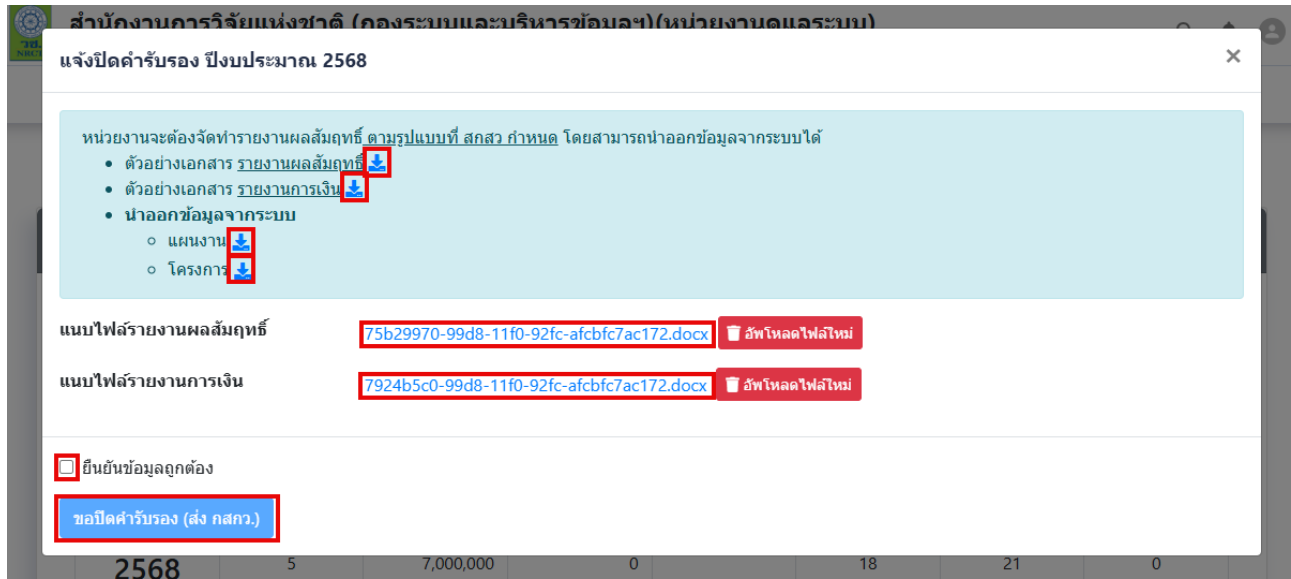 สำนักงานการวิจัยแห่งชาติ (กองระบบและบริหารข้อมูลฯ)(หน่วยงานดูแลระบบ)
วช.
NRCT
แจ้งปิดคำรับรอง ปีงบประมาณ 2568
×
หน่วยงานจะต้องจัดทำรายงานผลสัมฤทธิ์ ตามรูปแบบที่ สกสว กำหนด โดยสามารถนำออกข้อมูลจากระบบได้
ตัวอย่างเอกสาร รายงานผลสัมฤทธิ์
ตัวอย่างเอกสาร รายงานการเงิน
นำออกข้อมูลจากระบบ
แผนงาน
โครงการ
แนบไฟล์รายงานผลสัมฤทธิ์ 75b29970-99d8-11f0-92fc-afcbfc7ac172.docx อัพโหลดไฟล์ใหม่
แนบไฟล์รายงานการเงิน 7924b5c0-99d8-11f0-92fc-afcbfc7ac172.docx อัพโหลดไฟล์ใหม่
ยืนยันข้อมูลถูกต้อง
ขอปิดคำรับรอง (ส่ง กสกว.)
2568 5 7,000,000 0 18 21 0